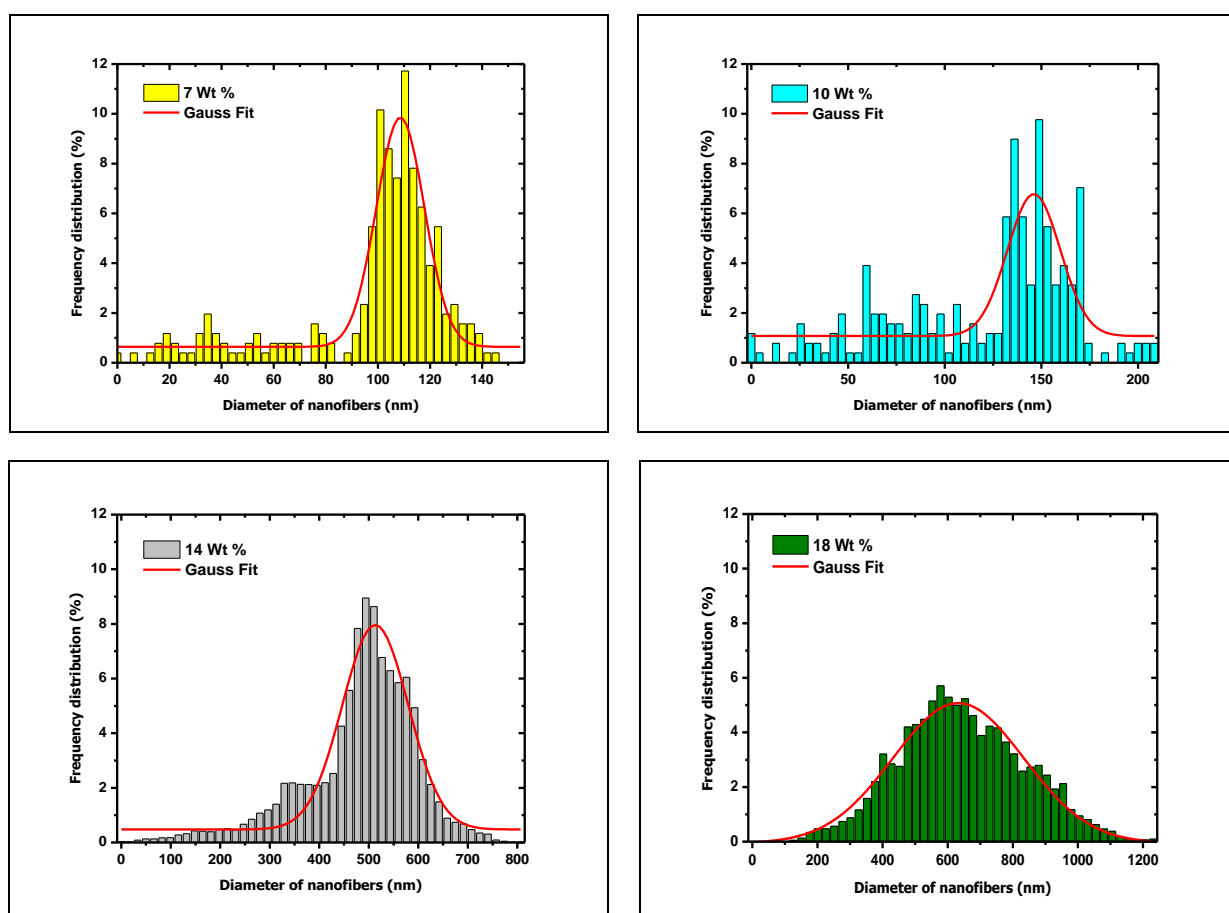 12
10
8
6
4
2
0
Frequency distribution (%)
7 Wt %
Gauss Fit
0 20 40 60 80 100 120 140
Diameter of nanofibers (nm)
12
10
8
6
4
2
0
Frequency distribution (%)
10 Wt %
Gauss Fit
0 50 100 150 200
Diameter of nanofibers (nm)
12
10
8
6
4
2
0
Frequency distribution (%)
14 Wt %
Gauss Fit
0 100 200 300 400 500 600 700 800
Diameter of nanofibers (nm)
12
10
8
6
4
2
0
Frequency distribution (%)
18 Wt %
Gauss Fit
0 200 400 600 800 1000 1200
Diameter of nanofibers (nm)